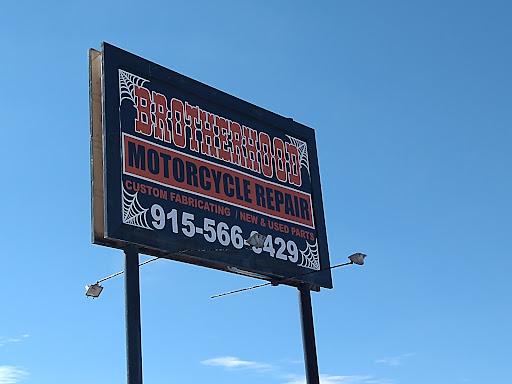 BROTHERHOOD
MOTORCYCLE REPAIR
CUSTOM FABRICATING / NEW & USED PARTS
915-566-